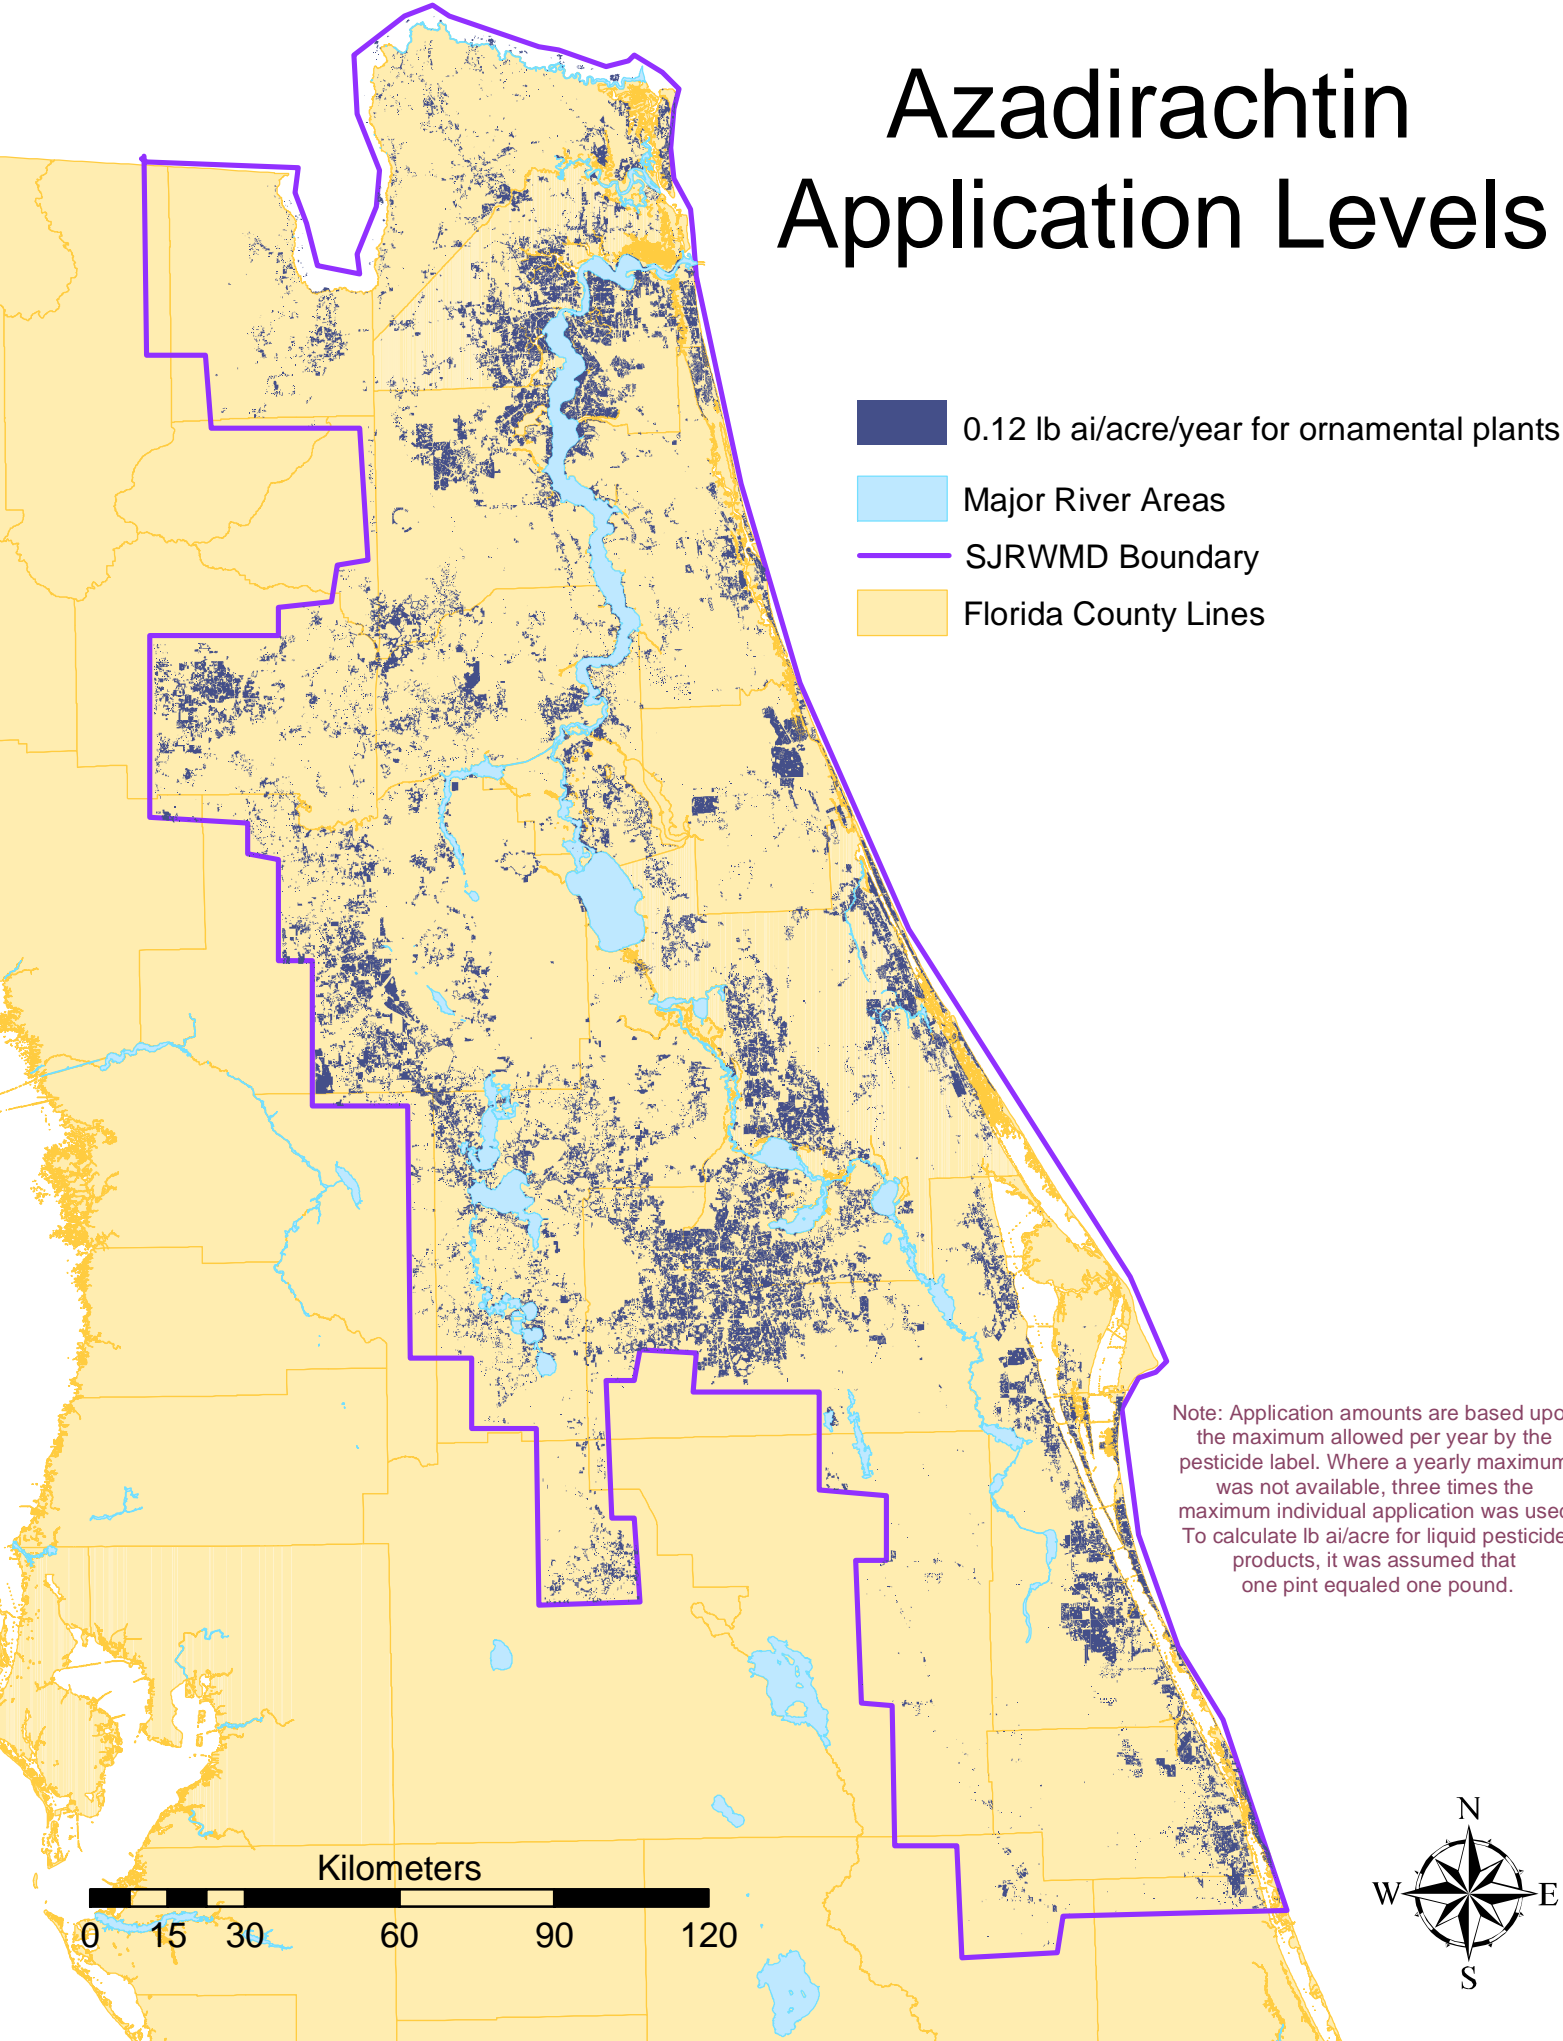 Azadirachtin
Application Levels
0.12 lb ai/acre/year for ornamental plants
Major River Areas
SJRWMD Boundary
Florida County Lines
Note: Application amounts are based upo
the maximum allowed per year by the
pesticide label. Where a yearly maximum
was not available, three times the
maximum individual application was used
To calculate lb ai/acre for liquid pesticide
products, it was assumed that
one pint equaled one pound.
N
W E
S
Kilometers
0 15 30 60 90 120